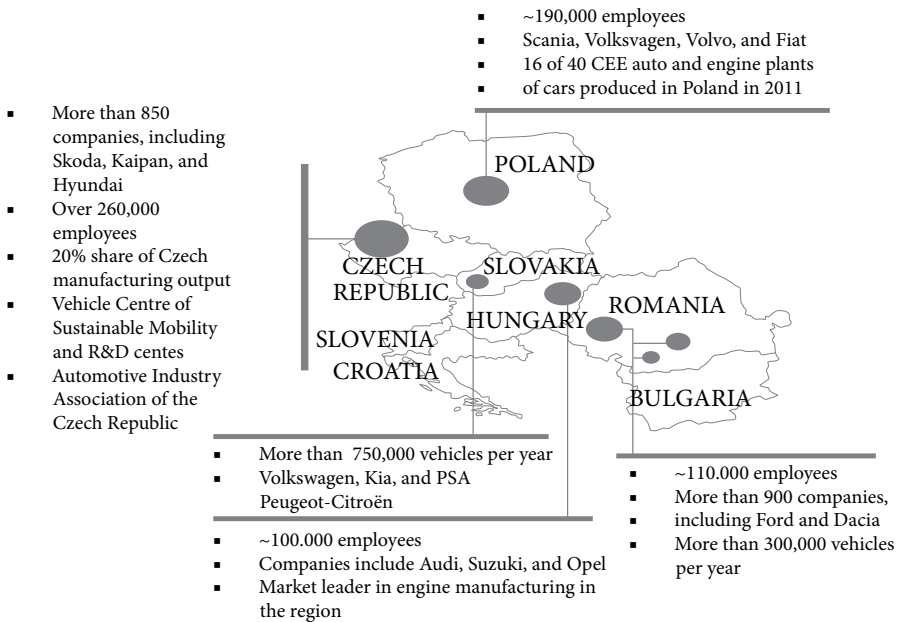 ▪ ~190,000 employees
▪ Scania, Volksvagen, Volvo, and Fiat
▪ 16 of 40 CEE auto and engine plants
▪ of cars produced in Poland in 2011
▪ More than 850
companies, including
Skoda, Kaipan, and
Hyundai
▪ Over 260,000
employees
▪ 20% share of Czech
manufacturing output
▪ Vehicle Centre of
Sustainable Mobility
and R&D centes
▪ Automotive Industry
Association of the
Czech Republic
POLAND
CZECH
REPUBLIC
SLOVAKIA
HUNGARY
ROMANIA
SLOVENIA
CROATIA
BULGARIA
▪ More than 750,000 vehicles per year
▪ Volkswagen, Kia, and PSA
Peugeot-Citroën
▪ ~100.000 employees
▪ Companies include Audi, Suzuki, and Opel
▪ Market leader in engine manufacturing in
the region
▪ ~110.000 employees
▪ More than 900 companies,
▪ including Ford and Dacia
▪ More than 300,000 vehicles
per year